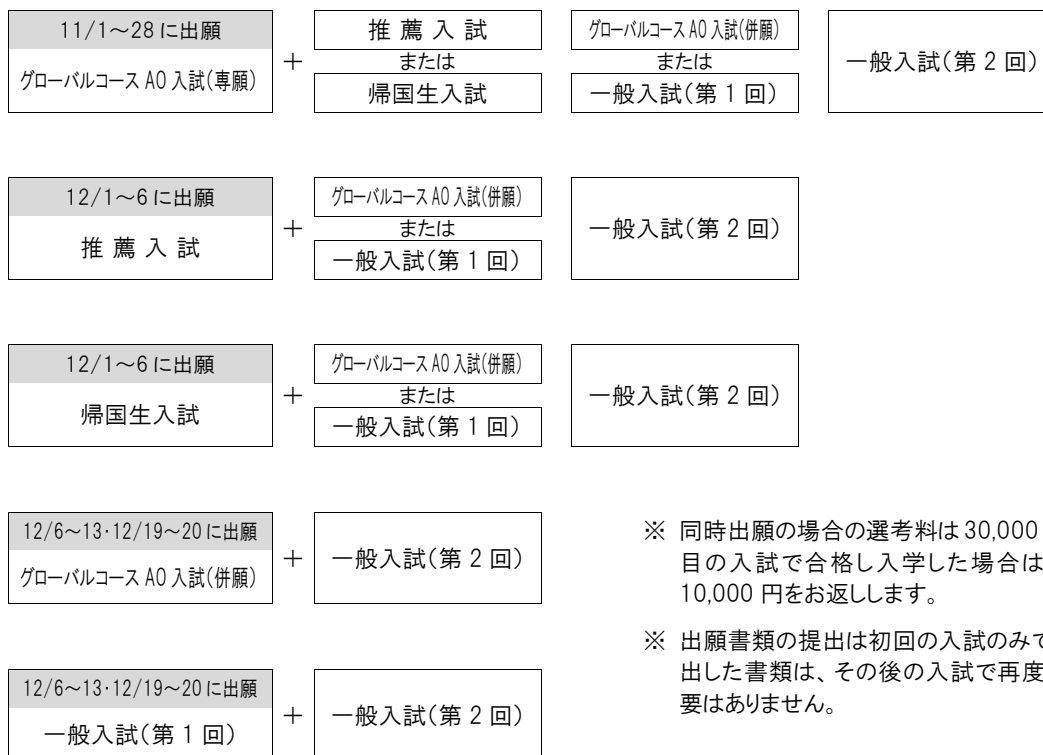 11/1~28に出願
グローバルコース AO 入試(専願)
+
推薦入試
または
帰国生入試
グローバルコース AO 入試(併願)
または
一般入試(第1回)
一般入試(第2回)
12/1~6に出願
推薦入試
+
グローバルコース AO 入試(併願)
または
一般入試(第1回)
一般入試(第2回)
12/1~6に出願
帰国生入試
+
グローバルコース AO 入試(併願)
または
一般入試(第1回)
一般入試(第2回)
12/6~13・12/19~20に出願
グローバルコース AO 入試(併願)
+
一般入試(第2回)
12/6~13・12/19~20に出願
一般入試(第1回)
+
一般入試(第2回)
※ 同時出願の場合の選考料は30,000
目の入試で合格し入学した場合は
10,000 円をお返しします。
※ 出願書類の提出は初回の入試のみで
出した書類は、その後の入試で再度
要はありません。